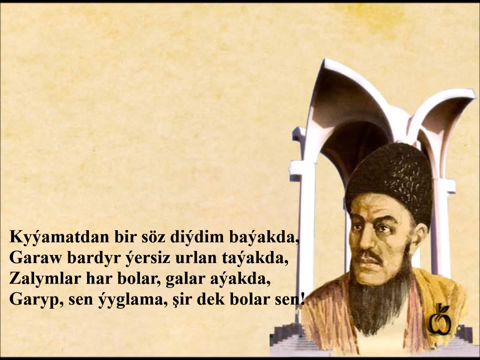 Kyýamatdan bir söz diýdim baýakda,
Garaw bardyr ýersiz urlan taýakda,
Zalymlar har bolar, galar aýakda,
Garyp, sen ýyglama, şir dek bolar sen!